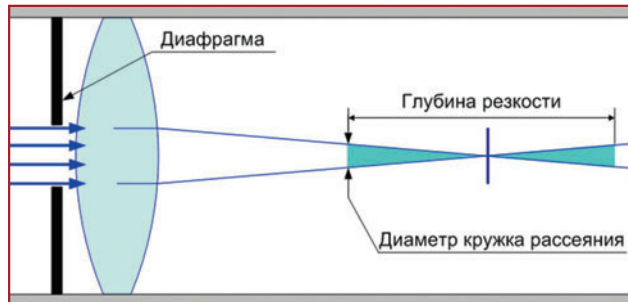 Диафрагма
Глубина резкости
Диаметр кружка рассеяния